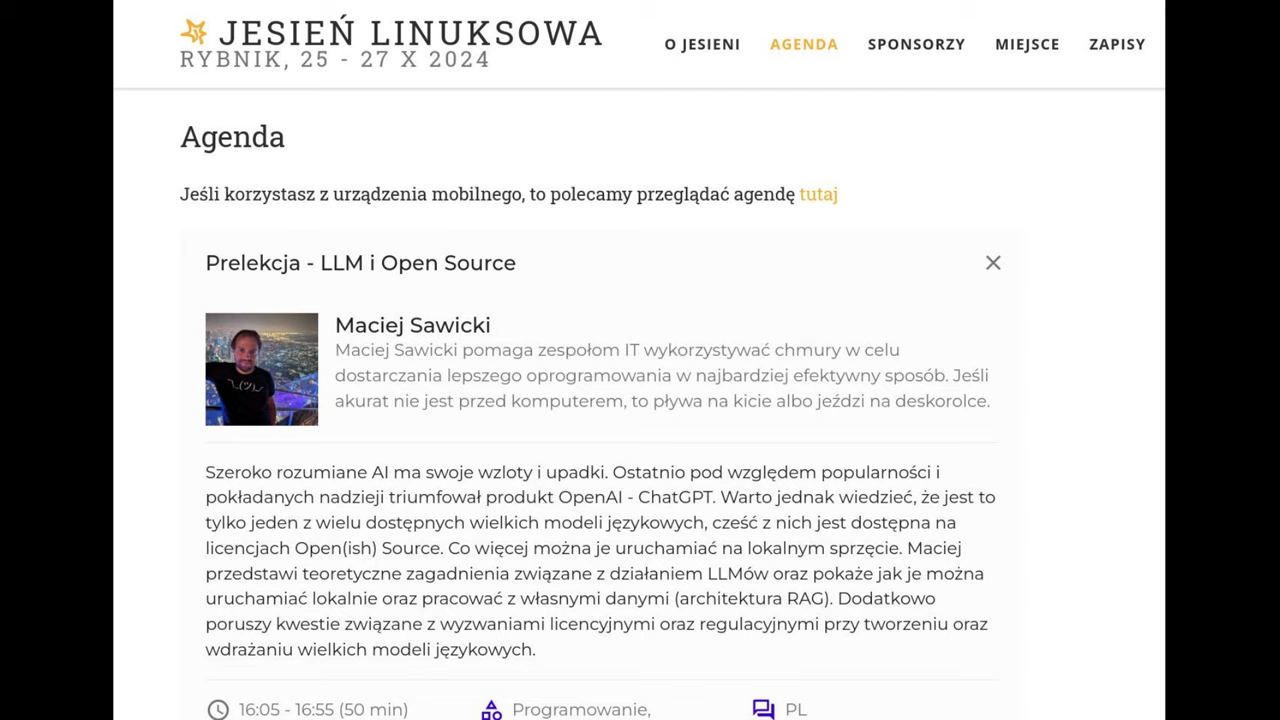 JESIEŃ LINUKSOWA
RYBNIK, 25 - 27 X 2024
O JESIENI AGENDA SPONSORZY MIEJSCE ZAPISY
Agenda
Jeśli korzystasz z urządzenia mobilnego, to polecamy przeglądać agendę tutaj
Prelekcja - LLM i Open Source
Maciej Sawicki
Maciej Sawicki pomaga zespołom IT wykorzystywać chmury w celu
dostarczania lepszego oprogramowania w najbardziej efektywny sposób. Jeśli
akurat nie jest przed komputerem, to pływa na kicie albo jeździ na deskorolce.
Szeroko rozumiane AI ma swoje wzloty i upadki. Ostatnio pod względem popularności i
pokładanych nadzieji triumfował produkt OpenAI - ChatGPT. Warto jednak wiedzieć, że jest to
tylko jeden z wielu dostępnych wielkich modeli językowych, cześć z nich jest dostępna na
licencjach Open(ish) Source. Co więcej można je uruchamiać na lokalnym sprzęcie. Maciej
przedstawi teoretyczne zagadnienia związane z działaniem LLMów oraz pokaże jak je można
uruchamiać lokalnie oraz pracować z własnymi danymi (architektura RAG). Dodatkowo
poruszy kwestie związane z wyzwaniami licencyjnymi oraz regulacyjnymi przy tworzeniu oraz
wdrażaniu wielkich modeli językowych.
16:05 - 16:55 (50 min) Programowanie, PL